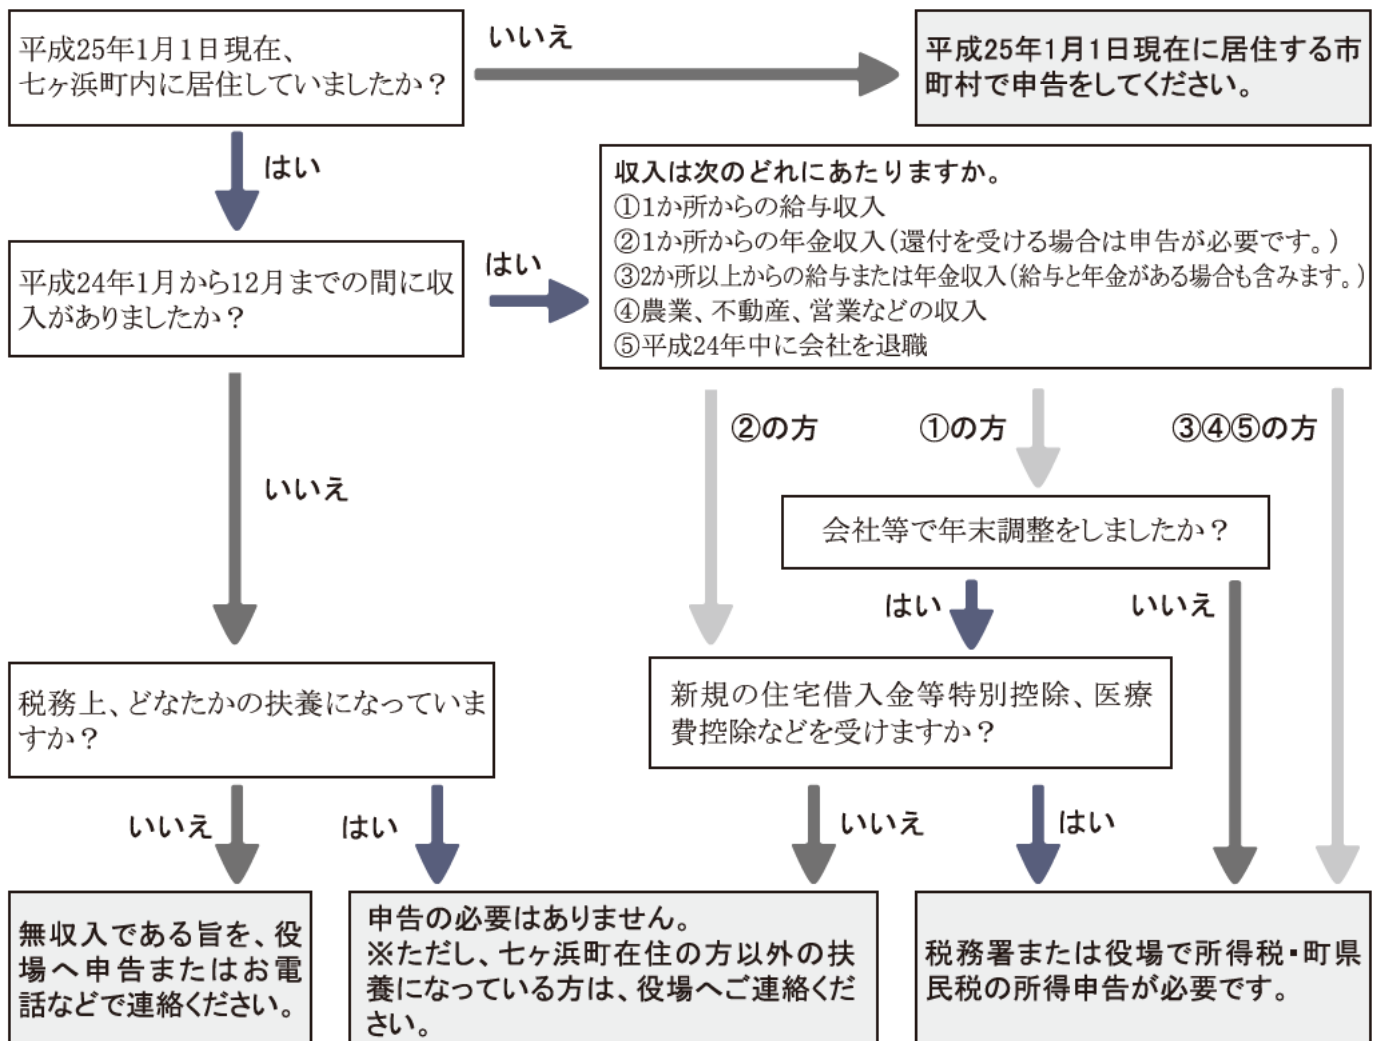 平成25年1月1日現在、
七ヶ浜町内に居住していましたか？
いいえ
平成25年1月1日現在に居住する市
町村で申告をしてください。
はい
平成24年1月から12月までの間に収
入がありましたか？
はい
収入は次のどれにあたりますか。
①1か所からの給与収入
②1か所からの年金収入（還付を受ける場合は申告が必要です。）
③2か所以上からの給与または年金収入（給与と年金がある場合も含みます。）
④農業、不動産、営業などの収入
⑤平成24年中に会社を退職
いいえ
②の方
①の方
③④⑤の方
会社等で年末調整をしましたか？
はい
いいえ
税務上、どなたかの扶養になっていま
すか？
新規の住宅借入金等特別控除、医療
費控除などを受けますか？
いいえ
はい
いいえ
はい
無収入である旨を、役
場へ申告またはお電
話などで連絡ください。
申告の必要はありません。
※ただし、七ヶ浜町在住の方以外の扶
養になっている方は、役場へご連絡くだ
さい。
税務署または役場で所得税・町県
民税の所得申告が必要です。